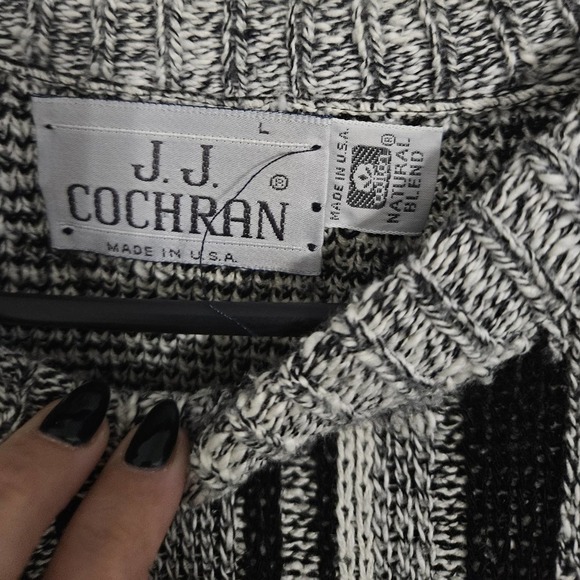 L
J. J.
COCHRAN®
MADE IN U.S.A.
MADE IN U.S.A.
®
NATURAL
BLEND